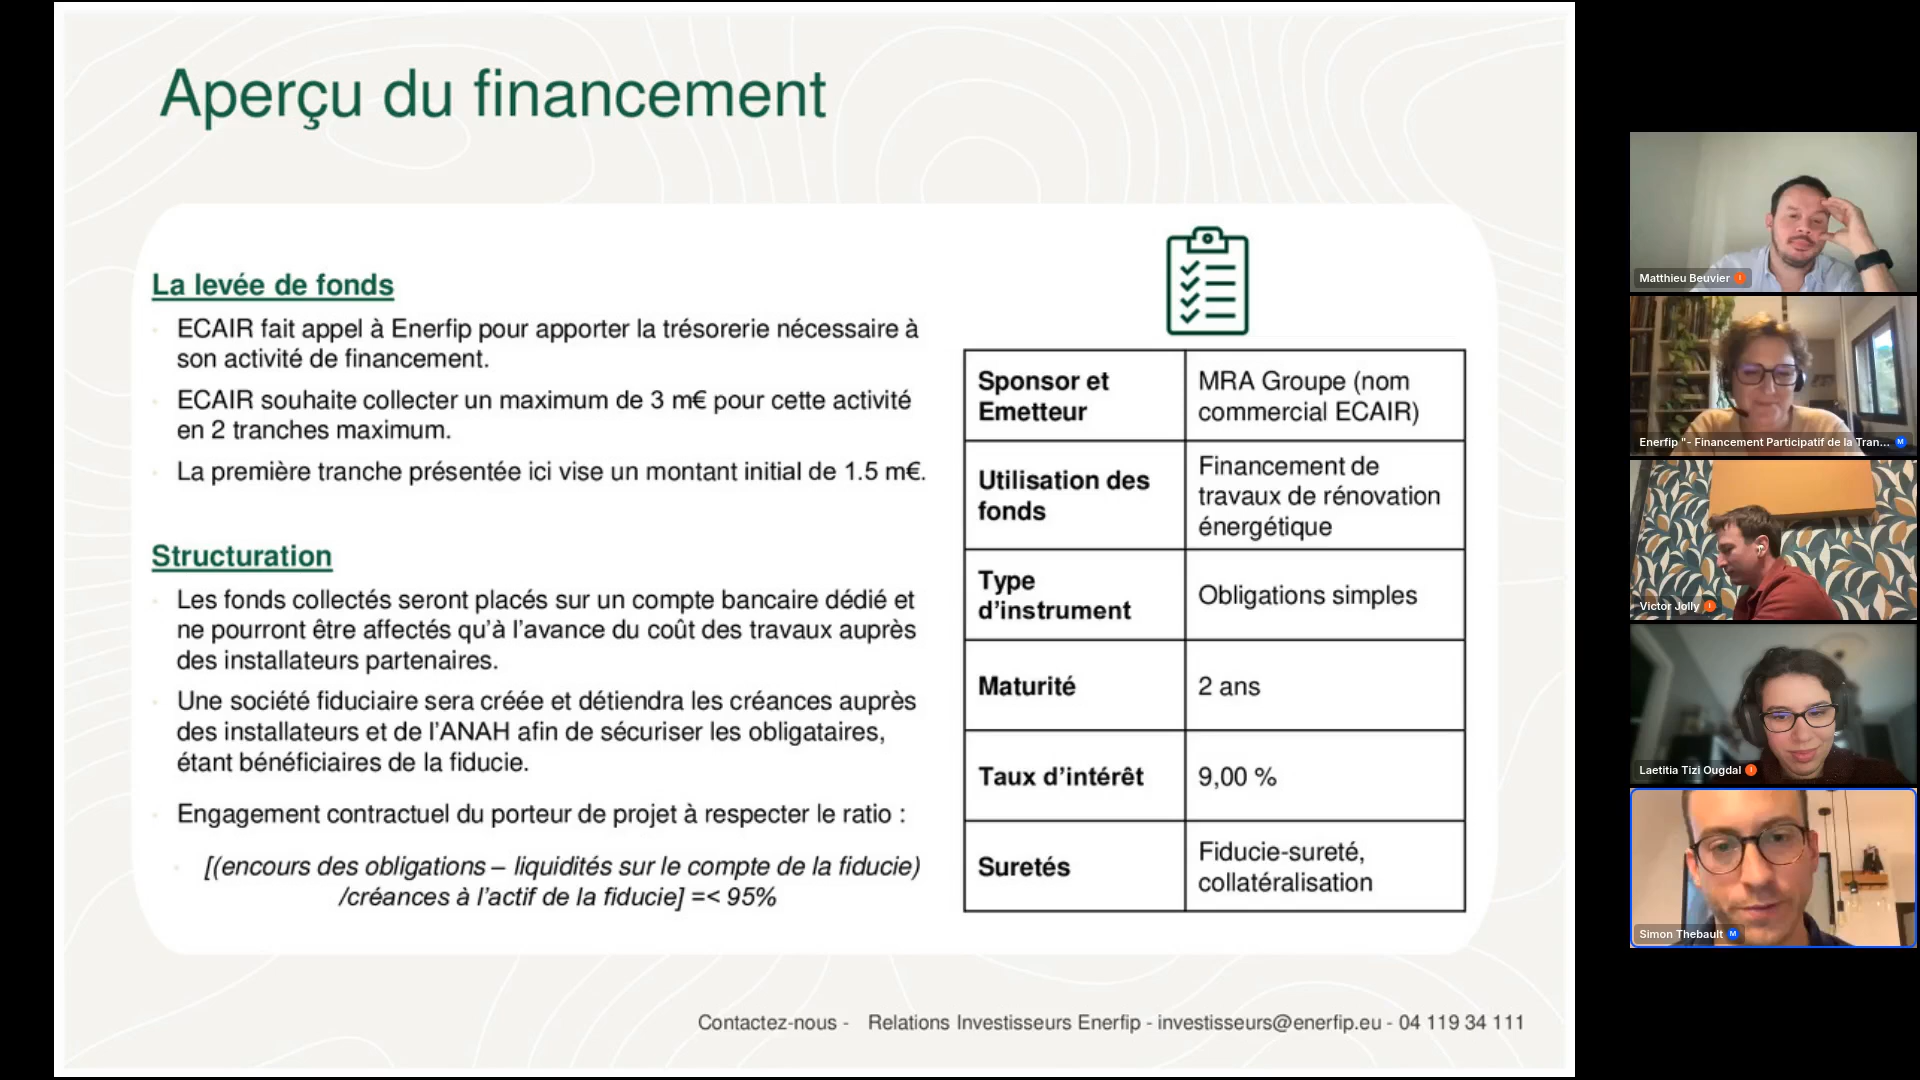 Aperçu du financement
La levée de fonds
ECAIR fait appel à Enerfip pour apporter la trésorerie nécessaire à
son activité de financement.
ECAIR souhaite collecter un maximum de 3 m€ pour cette activité
en 2 tranches maximum.
La première tranche présentée ici vise un montant initial de 1.5 m€.
Structuration
Les fonds collectés seront placés sur un compte bancaire dédié et
ne pourront être affectés qu'à l'avance du coût des travaux auprès
des installateurs partenaires.
Une société fiduciaire sera créée et détiendra les créances auprès
des installateurs et de l'ANAH afin de sécuriser les obligataires,
étant bénéficiaires de la fiducie.
Engagement contractuel du porteur de projet à respecter le ratio :
[(encours des obligations – liquidités sur le compte de la fiducie)
/créances à l'actif de la fiducie] =< 95%
Sponsor et
Emetteur
MRA Groupe (nom
commercial ECAIR)
Utilisation des
fonds
Financement de
travaux de rénovation
énergétique
Type
d'instrument
Obligations simples
Maturité
2 ans
Taux d'intérêt
9,00 %
Suretés
Fiducie-sureté,
collatéralisation
Contactez-nous - Relations Investisseurs Enerfip - investisseurs@enerfip.eu - 04 119 34 111
Matthieu Beuvier I
Enerfip "- Financement Participatif de la Tran... M
Victor Jolly I
Laetitia Tizi Ougdal I
Simon Thebault M